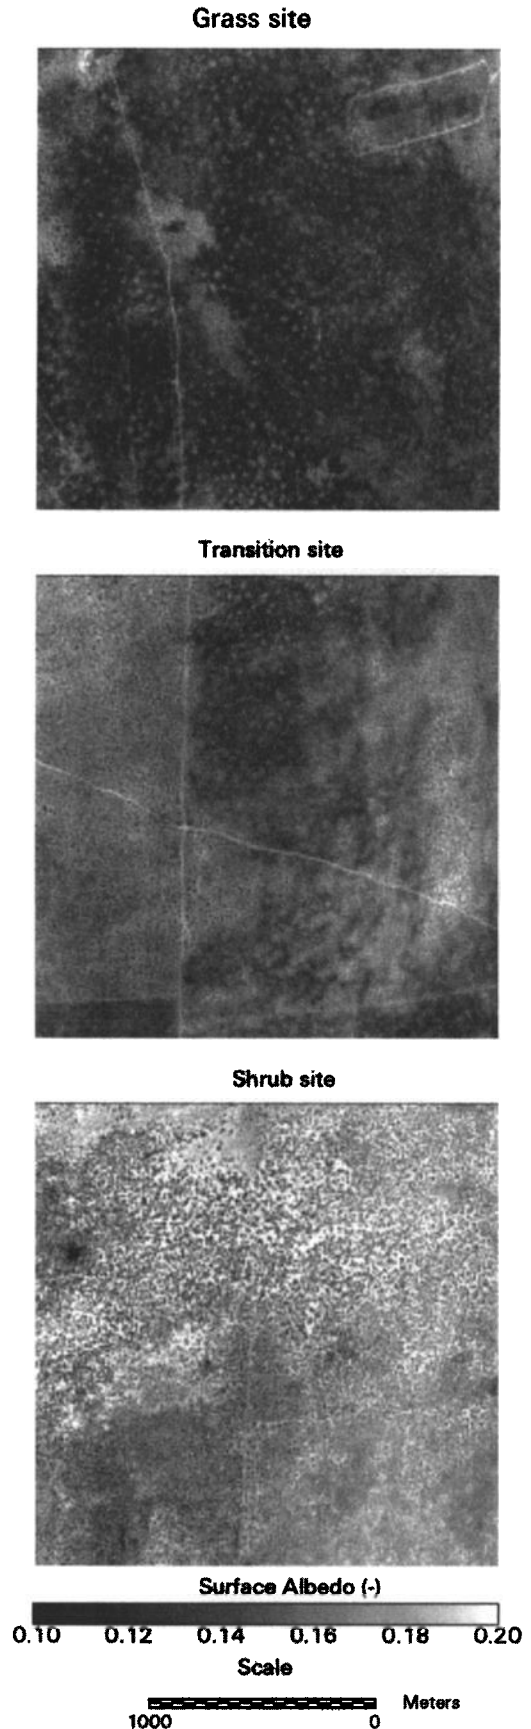 Grass site
Transition site
Shrub site
Surface Albedo (-)
0.10 0.12 0.14 0.16 0.18 0.20
Scale
Meters
1000 0